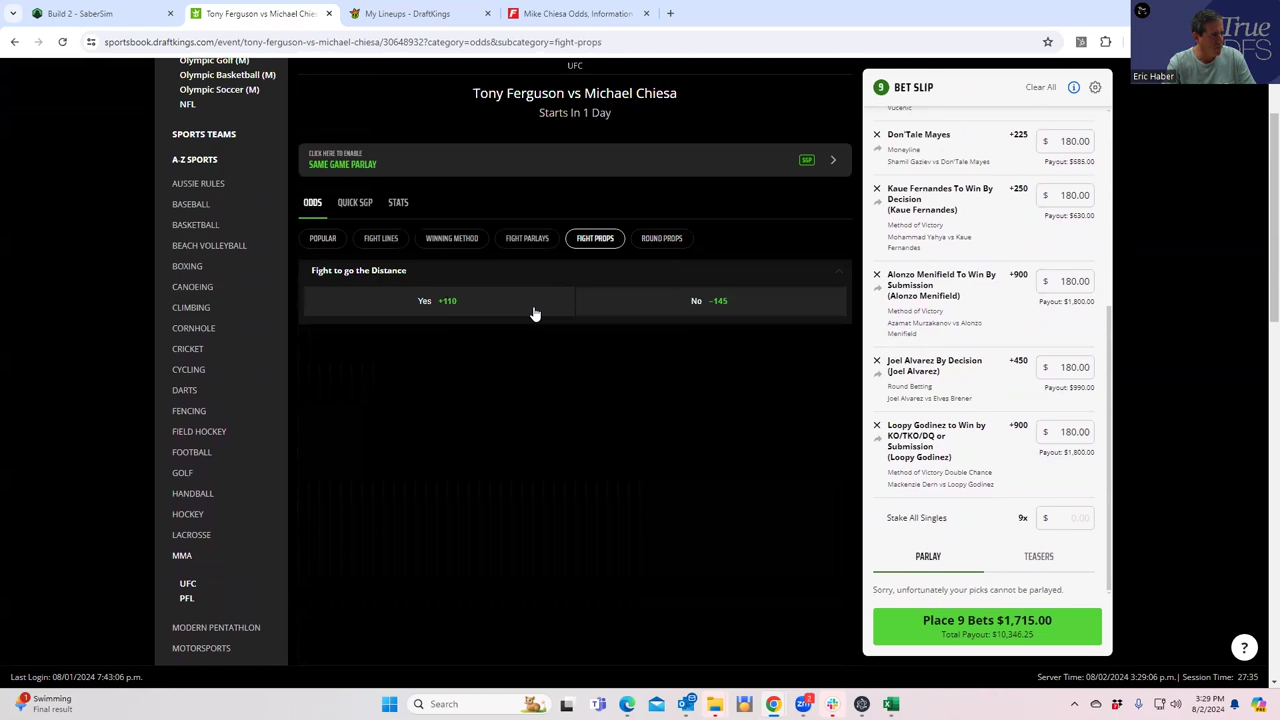 Build 2 - SaberSim
Tony Ferguson vs Michael Chies
My Lineups - DraftKings
Mike Chiesa Odds, Information
sportsbook.draftkings.com/event/tony-ferguson-vs-michael-chiesa/30648932?category=odds&subcategory=fight-props
True
DFS
Eric Haber
Olympic Golf (M)
Olympic Basketball (M)
Olympic Soccer (M)
NFL
SPORTS TEAMS
A-Z SPORTS
AUSSIE RULES
BASEBALL
BASKETBALL
BEACH VOLLEYBALL
BOXING
CANOEING
CLIMBING
CORNHOLE
CRICKET
CYCLING
DARTS
FENCING
FIELD HOCKEY
FOOTBALL
GOLF
HANDBALL
HOCKEY
LACROSSE
MMA
UFC
PFL
MODERN PENTATHLON
MOTORSPORTS
UFC
Tony Ferguson vs Michael Chiesa
Starts In 1 Day
CLICK HERE TO ENABLE
SAME GAME PARLAY
SGP
ODDS QUICK SGP STATS
POPULAR FIGHT LINES WINNING METHOD FIGHT PARLAYS FIGHT PROPS ROUND PROPS
Fight to go the Distance
Yes +110 No −145
9 BET SLIP Clear All
Vucenic
Don'Tale Mayes +225 $ 180.00
Moneyline
Shamil Gaziev vs Don'Tale Mayes Payout: $585.00
Kaue Fernandes To Win By +250 $ 180.00
Decision
(Kaue Fernandes) Payout: $630.00
Method of Victory
Mohammad Yahya vs Kaue
Fernandes
Alonzo Menifield To Win By +900 $ 180.00
Submission
(Alonzo Menifield) Payout: $1,800.00
Method of Victory
Azamat Murzakanov vs Alonzo
Menifield
Joel Alvarez By Decision +450 $ 180.00
(Joel Alvarez)
Round Betting Payout: $990.00
Joel Alvarez vs Elves Brener
Loopy Godinez to Win by +900 $ 180.00
KO/TKO/DQ or
Submission Payout: $1,800.00
(Loopy Godinez)
Method of Victory Double Chance
Mackenzie Dern vs Loopy Godinez
Stake All Singles 9x $ 0.00
PARLAY TEASERS
Sorry, unfortunately your picks cannot be parlayed.
Place 9 Bets $1,715.00
Total Payout: $10,346.25
?
Last Login: 08/01/2024 7:43:06 p.m. Server Time: 08/02/2024 3:29:06 p.m.| Session Time: 27:35
1 Swimming
Final result
Search
2
3:29 PM
8/2/2024